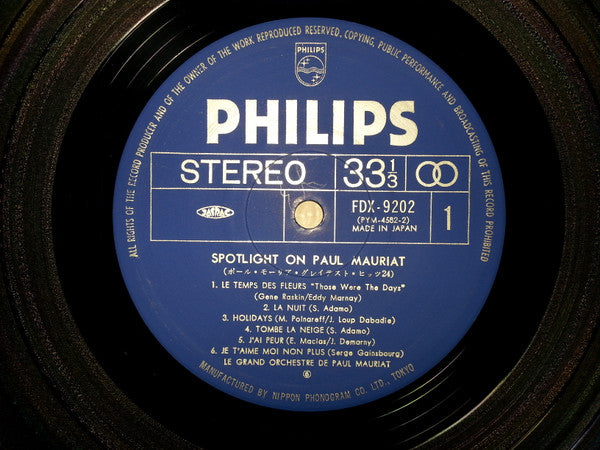 ALL RIGHTS OF THE RECORD PRODUCER AND OF THE OWNER OF THE WORK REPRODUCED RESERVED, COPYING, PUBLIC PERFORMANCE AND BROADCASTING OF THIS RECORD PROHIBITED
PHILIPS
PHILIPS
STEREO 33 1/3
JASRAC
FDX-9202
(PYM-4582-2)
MADE IN JAPAN
1
SPOTLIGHT ON PAUL MAURIAT
(ポール・モーリア・グレイテスト・ヒッツ24)
1. LE TEMPS DES FLEURS "Those Were The Days"
(Gene Raskin/Eddy Marnay)
2. LA NUIT (S. Adamo)
3. HOLIDAYS (M. Polnareff/J. Loup Dabadie)
4. TOMBE LA NEIGE (S. Adamo)
5. J'AI PEUR (E. Macias/J. Demarny)
6. JE T'AIME MOI NON PLUS (Serge Gainsbourg)
LE GRAND ORCHESTRE DE PAUL MAURIAT
MANUFACTURED BY NIPPON PHONOGRAM CO. LTD., TOKYO